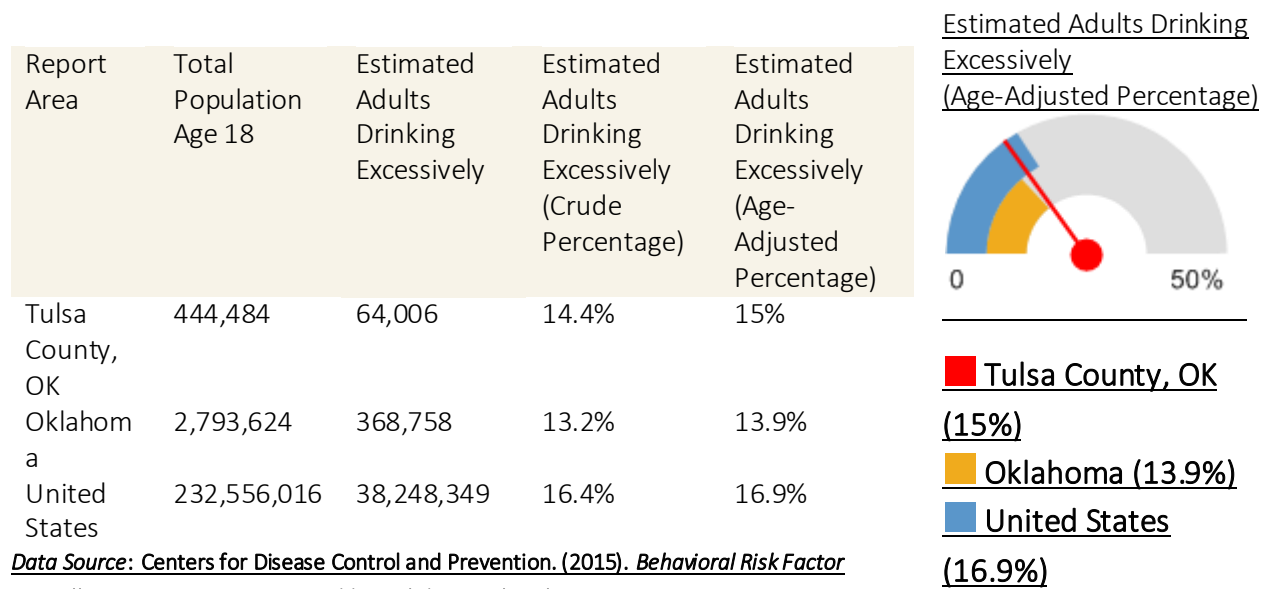 Estimated Adults Drinking
Excessively
(Age-Adjusted Percentage)
Report
Area
Total
Population
Age 18
Estimated
Adults
Drinking
Excessively
Estimated
Adults
Drinking
Excessively
(Crude
Percentage)
Estimated
Adults
Drinking
Excessively
(Age-
Adjusted
Percentage)
Tulsa
County,
OK
444,484
64,006
14.4%
15%
Oklahom
a
2,793,624
368,758
13.2%
13.9%
United
States
232,556,016
38,248,349
16.4%
16.9%
Data Source: Centers for Disease Control and Prevention. (2015). Behavioral Risk Factor
0
50%
Tulsa County, OK
(15%)
Oklahoma (13.9%)
United States
(16.9%)